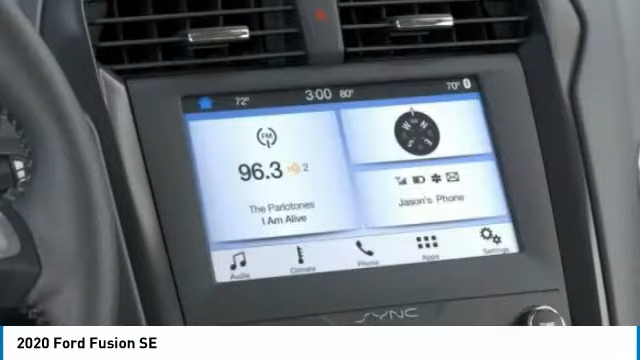 72°
3:00
80°
70°
FM
96.3 HD 2
The Parlotones
I Am Alive
W N
S E
Jason's Phone
Audio
Climate
Phone
Apps
Settings
SYNC
2020 Ford Fusion SE